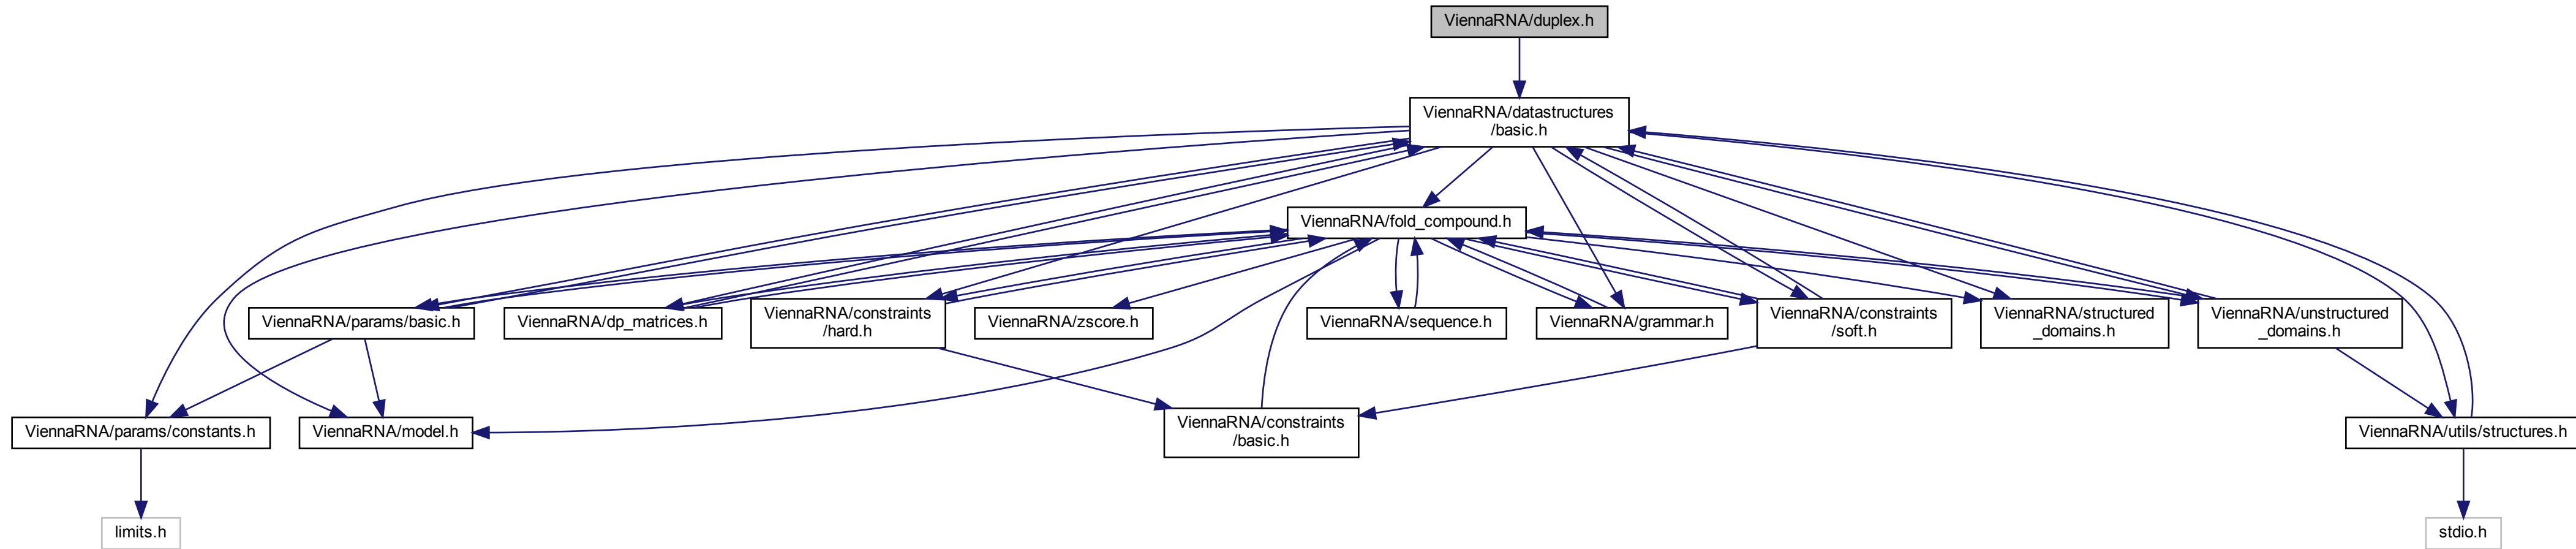 ViennaRNA/duplex.h
ViennaRNA/datastructures
/basic.h
ViennaRNA/fold_compound.h
ViennaRNA/params/basic.h
ViennaRNA/dp_matrices.h
ViennaRNA/constraints
/hard.h
ViennaRNA/zscore.h
ViennaRNA/sequence.h
ViennaRNA/grammar.h
ViennaRNA/constraints
/soft.h
ViennaRNA/structured
_domains.h
ViennaRNA/unstructured
_domains.h
ViennaRNA/params/constants.h
ViennaRNA/model.h
ViennaRNA/constraints
/basic.h
ViennaRNA/utils/structures.h
limits.h
stdio.h